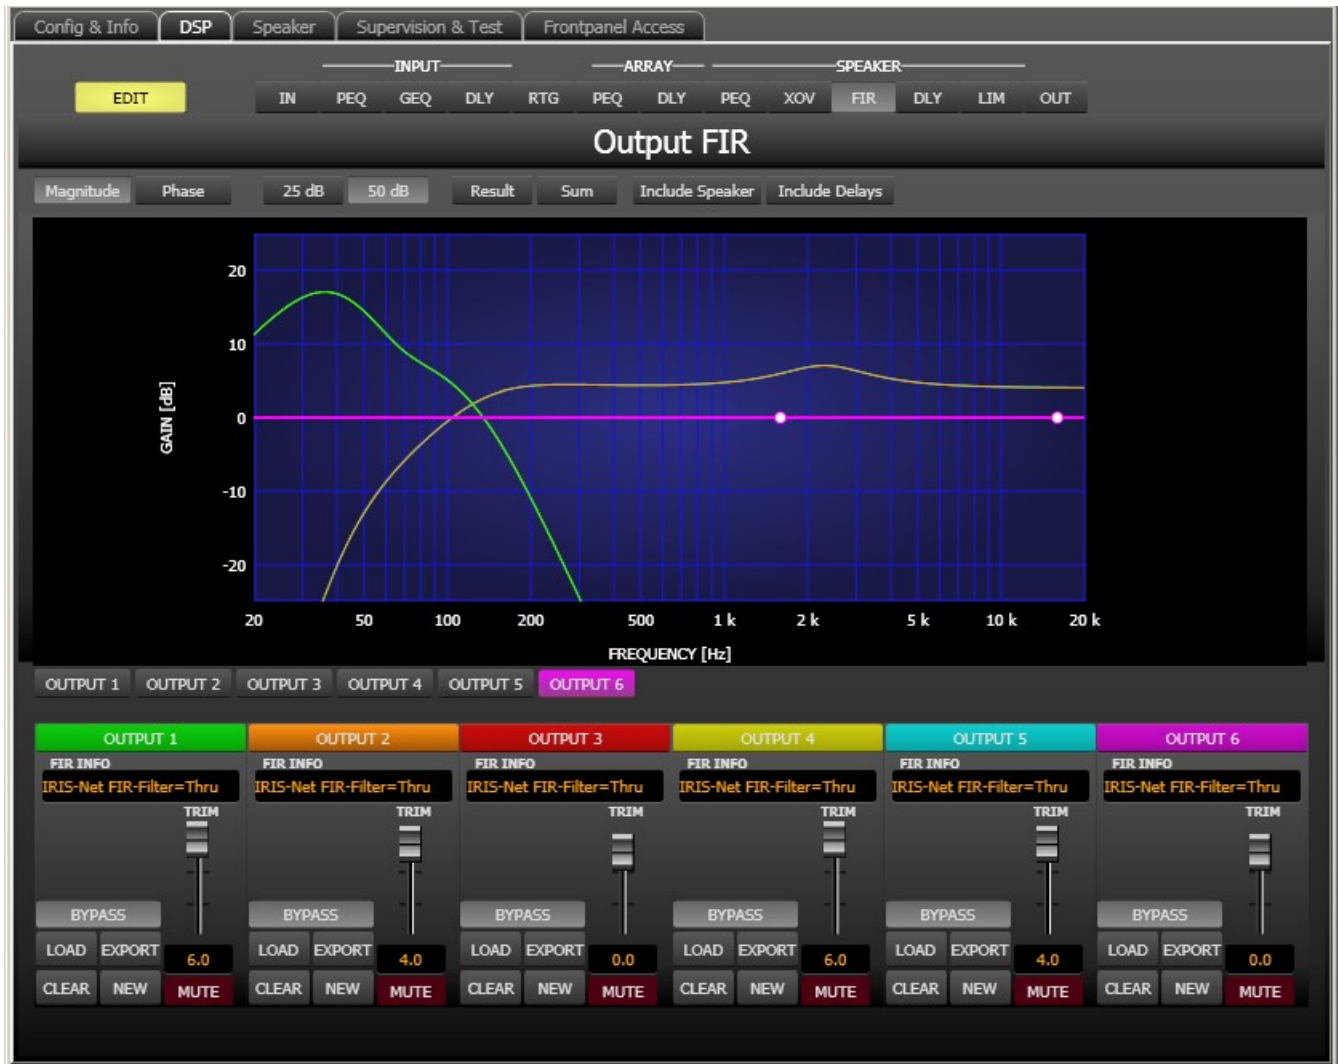 Config & Info DSP Speaker Supervision & Test Frontpanel Access
INPUT ARRAY SPEAKER
EDIT IN PEQ GEQ DLY RTG PEQ DLY PEQ XOV FIR DLY LIM OUT
Output FIR
Magnitude Phase 25 dB 50 dB Result Sum Include Speaker Include Delays
20
10
GAIN [dB]
0
-10
-20
20 50 100 200 500 1 k 2 k 5 k 10 k 20 k
FREQUENCY [Hz]
OUTPUT 1 OUTPUT 2 OUTPUT 3 OUTPUT 4 OUTPUT 5 OUTPUT 6
OUTPUT 1 OUTPUT 2 OUTPUT 3 OUTPUT 4 OUTPUT 5 OUTPUT 6
FIR INFO FIR INFO FIR INFO FIR INFO FIR INFO FIR INFO
IRIS-Net FIR-Filter=Thru IRIS-Net FIR-Filter=Thru IRIS-Net FIR-Filter=Thru IRIS-Net FIR-Filter=Thru IRIS-Net FIR-Filter=Thru IRIS-Net FIR-Filter=Thru
TRIM TRIM TRIM TRIM TRIM TRIM
BYPASS BYPASS BYPASS BYPASS BYPASS BYPASS
LOAD EXPORT 6.0 LOAD EXPORT 4.0 LOAD EXPORT 0.0 LOAD EXPORT 6.0 LOAD EXPORT 4.0 LOAD EXPORT 0.0
CLEAR NEW MUTE CLEAR NEW MUTE CLEAR NEW MUTE CLEAR NEW MUTE CLEAR NEW MUTE CLEAR NEW MUTE